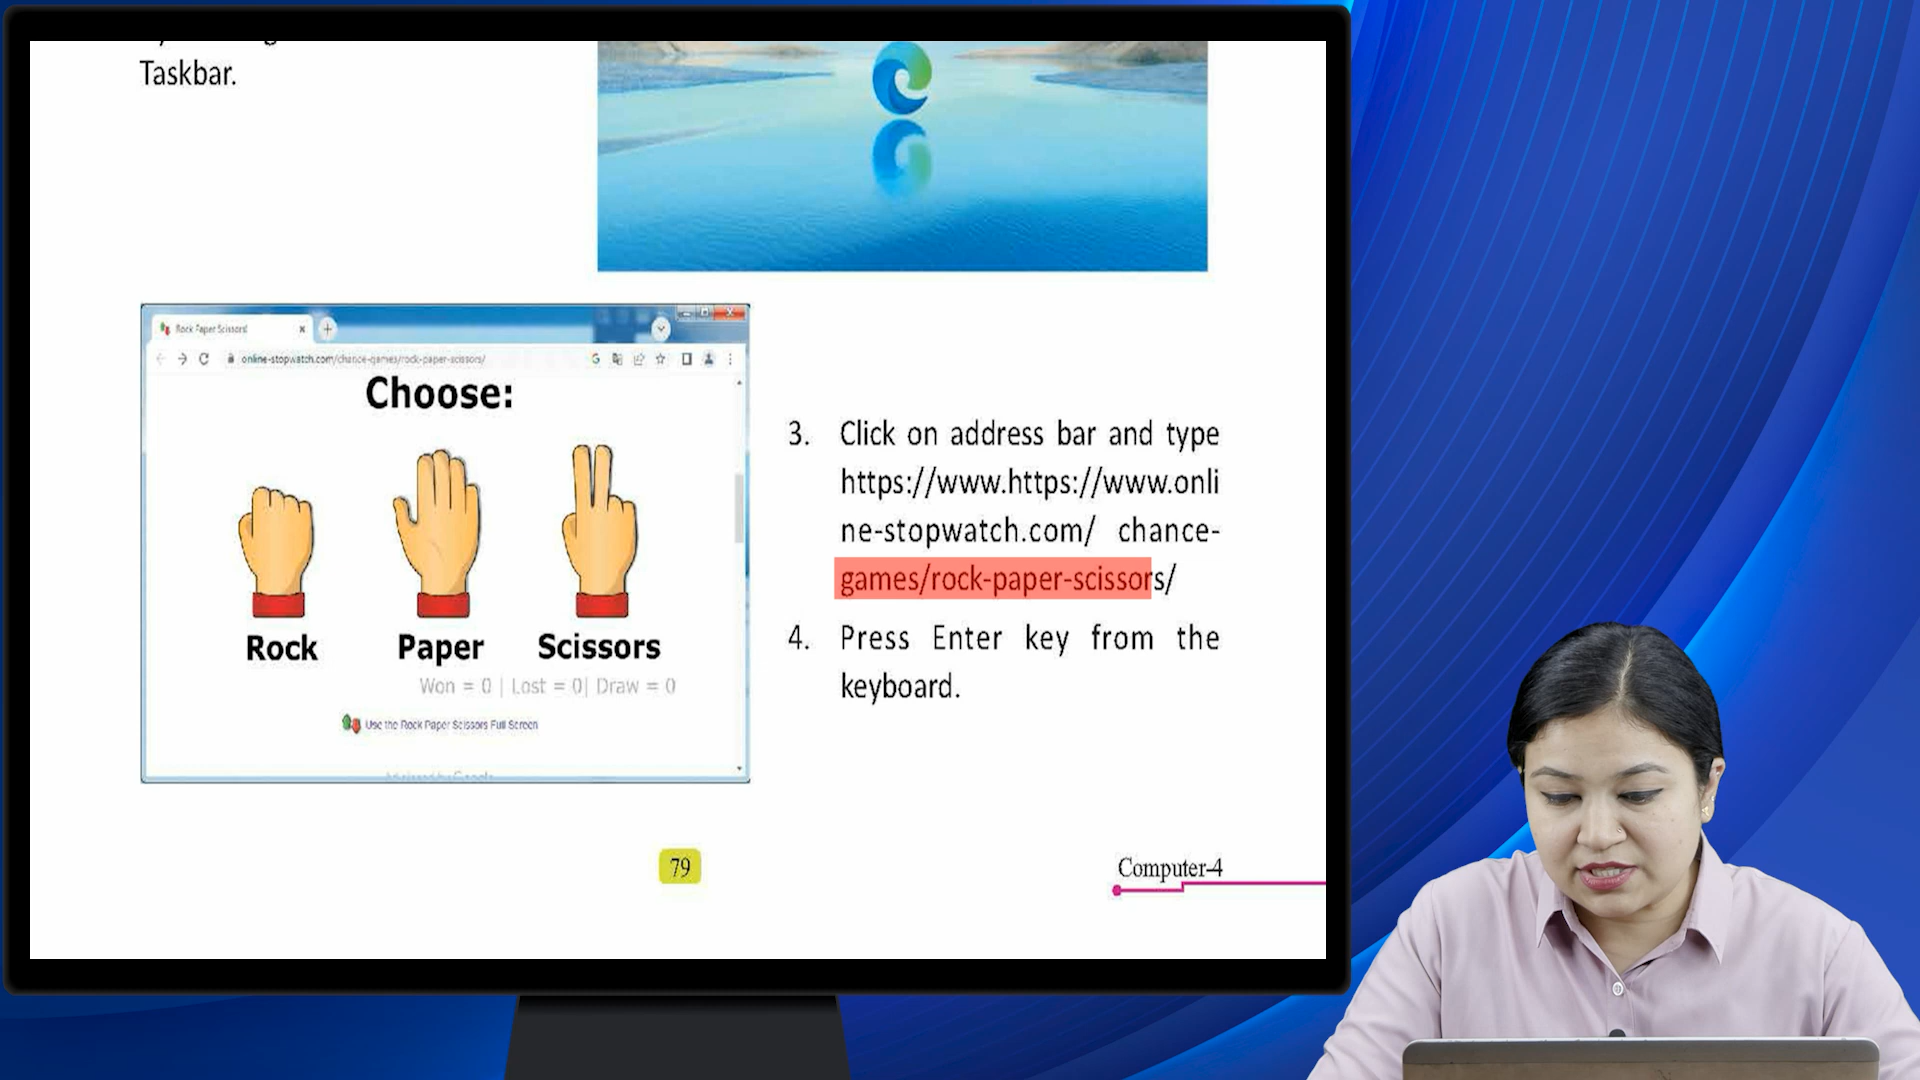 Taskbar.
Rock Paper Scissors!
online-stopwatch.com/chance-games/rock-paper-scissors/
Choose:
Rock Paper Scissors
Won = 0 | Lost = 0| Draw = 0
Use the Rock Paper Scissors Full Screen
3. Click on address bar and type
https://www.https://www.onli
ne-stopwatch.com/ chance-
games/rock-paper-scissors/
4. Press Enter key from the
keyboard.
79
Computer-4